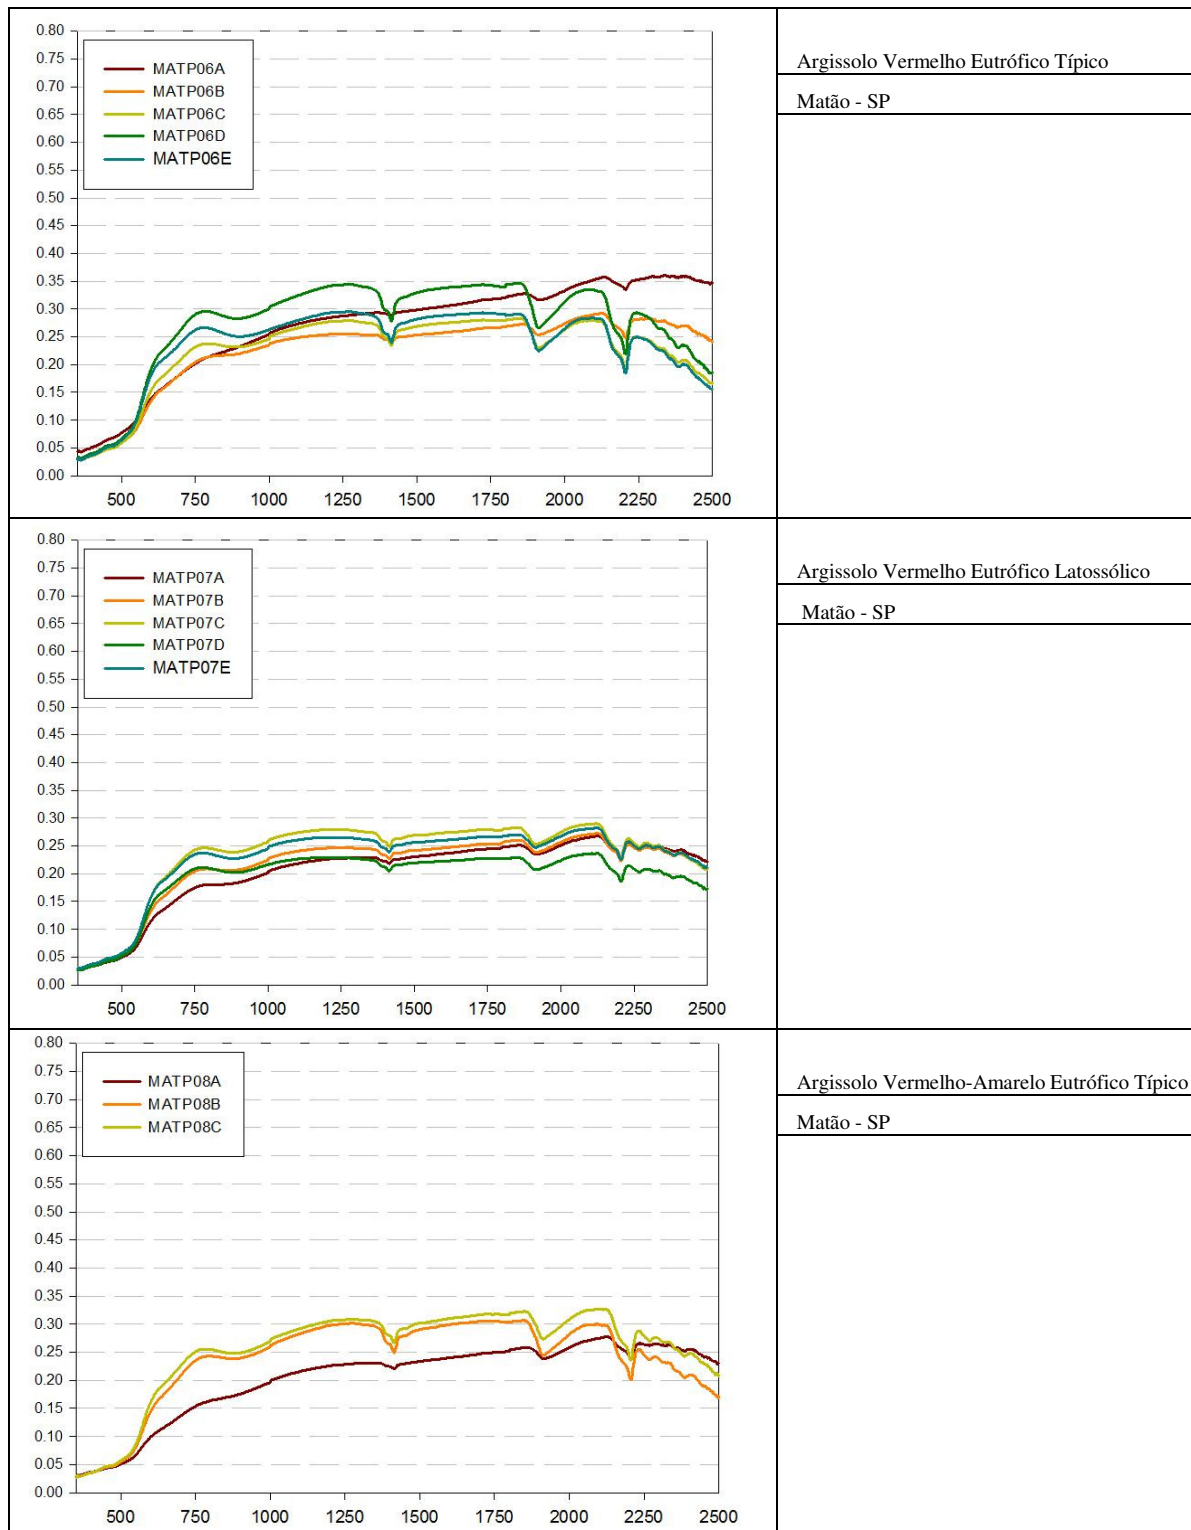 0.80
0.75
0.70
0.65
0.60
0.55
0.50
0.45
0.40
0.35
0.30
0.25
0.20
0.15
0.10
0.05
0.00
MATP06A
MATP06B
MATP06C
MATP06D
MATP06E
500 750 1000 1250 1500 1750 2000 2250 2500
Argissolo Vermelho Eutrófico Típico
Matão - SP
0.80
0.75
0.70
0.65
0.60
0.55
0.50
0.45
0.40
0.35
0.30
0.25
0.20
0.15
0.10
0.05
0.00
MATP07A
MATP07B
MATP07C
MATP07D
MATP07E
500 750 1000 1250 1500 1750 2000 2250 2500
Argissolo Vermelho Eutrófico Latossólico
Matão - SP
0.80
0.75
0.70
0.65
0.60
0.55
0.50
0.45
0.40
0.35
0.30
0.25
0.20
0.15
0.10
0.05
0.00
MATP08A
MATP08B
MATP08C
500 750 1000 1250 1500 1750 2000 2250 2500
Argissolo Vermelho-Amarelo Eutrófico Típico
Matão - SP